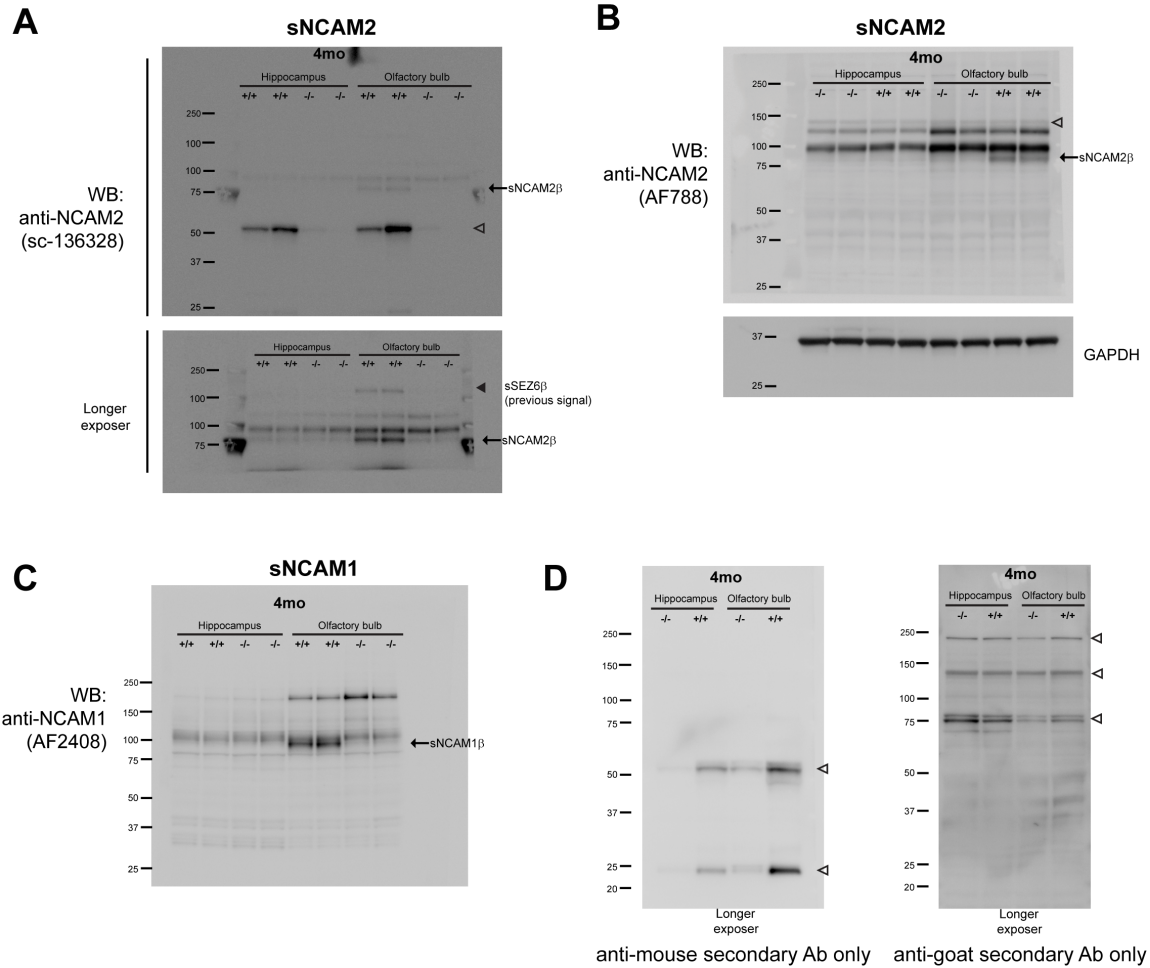 A
sNCAM2
4mo
Hippocampus Olfactory bulb
+/+ +/+ -/- -/- +/+ +/+ -/- -/-
250
100
75
50
37
25
WB:
anti-NCAM2
(sc-136328)
sNCAM2β
Hippocampus Olfactory bulb
+/+ +/+ -/- -/- +/+ +/+ -/- -/-
250
100
100
75
Longer
exposer
sSEZ6β
(previous signal)
sNCAM2β
B
sNCAM2
4mo
Hippocampus Olfactory bulb
-/- -/- +/+ +/+ -/- -/- +/+ +/+
250
150
100
75
50
37
25
WB:
anti-NCAM2
(AF788)
sNCAM2β
37
25
GAPDH
C
sNCAM1
4mo
Hippocampus Olfactory bulb
+/+ +/+ -/- -/- +/+ +/+ -/- -/-
250
150
100
75
50
37
25
WB:
anti-NCAM1
(AF2408)
sNCAM1β
D
4mo
Hippocampus Olfactory bulb
-/- +/+ -/- +/+
250
150
100
75
50
37
25
20
Longer
exposer
anti-mouse secondary Ab only
4mo
Hippocampus Olfactory bulb
-/- +/+ -/- +/+
250
150
100
75
50
37
25
20
Longer
exposer
anti-goat secondary Ab only